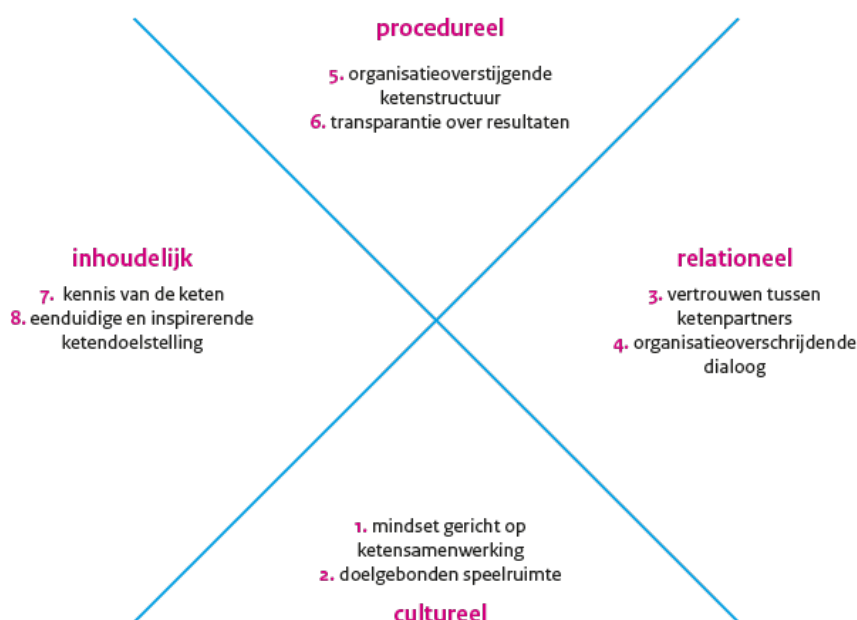 procedureel
5. organisatieoverstijgende
ketenstructuur
6. transparantie over resultaten
inhoudelijk
7. kennis van de keten
8. eenduidige en inspirerende
ketendoelstelling
relationeel
3. vertrouwen tussen
ketenpartners
4. organisatieoverschrijdende
dialoog
1. mindset gericht op
ketensamenwerking
2. doelgebonden speelruimte
cultureel